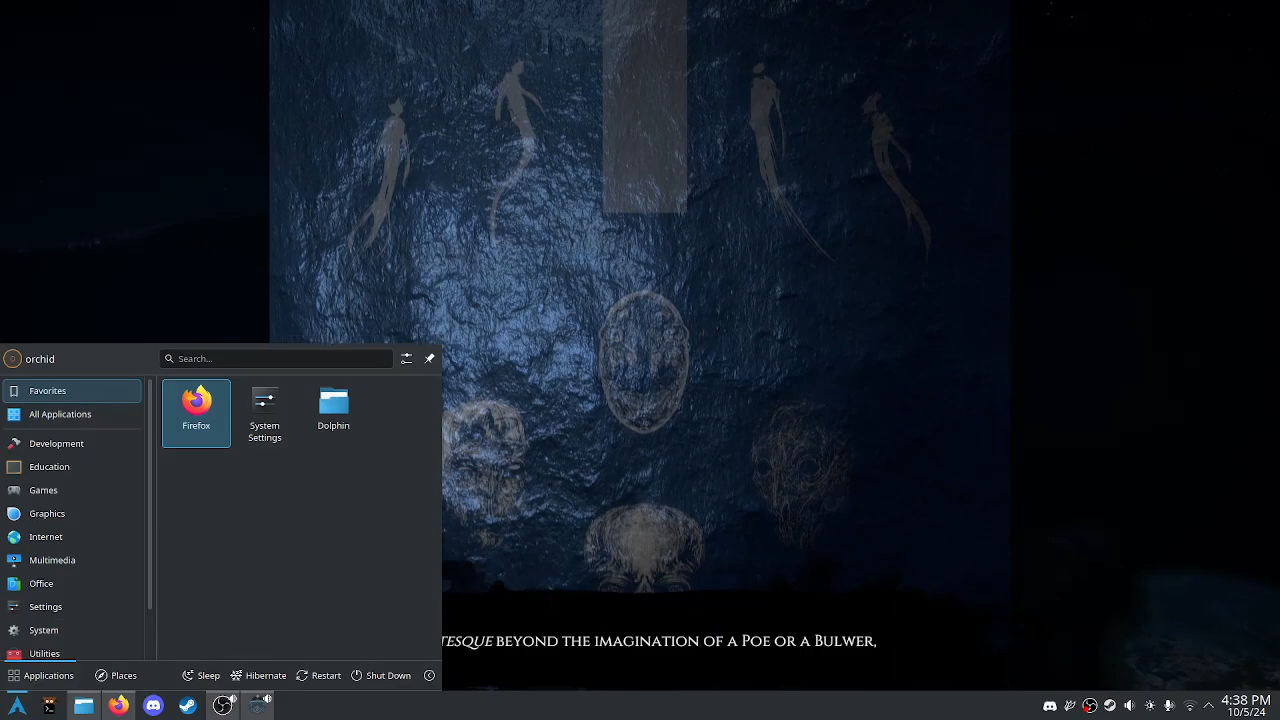 orchid
Search...
Favorites
All Applications
Development
Education
Games
Graphics
Internet
Multimedia
Office
Settings
System
Utilities
Firefox
System
Settings
Dolphin
TESQUE BEYOND THE IMAGINATION OF A POE OR A BULWER,
Applications
Places
Sleep
Hibernate
Restart
Shut Down
4:38 PM
10/5/24